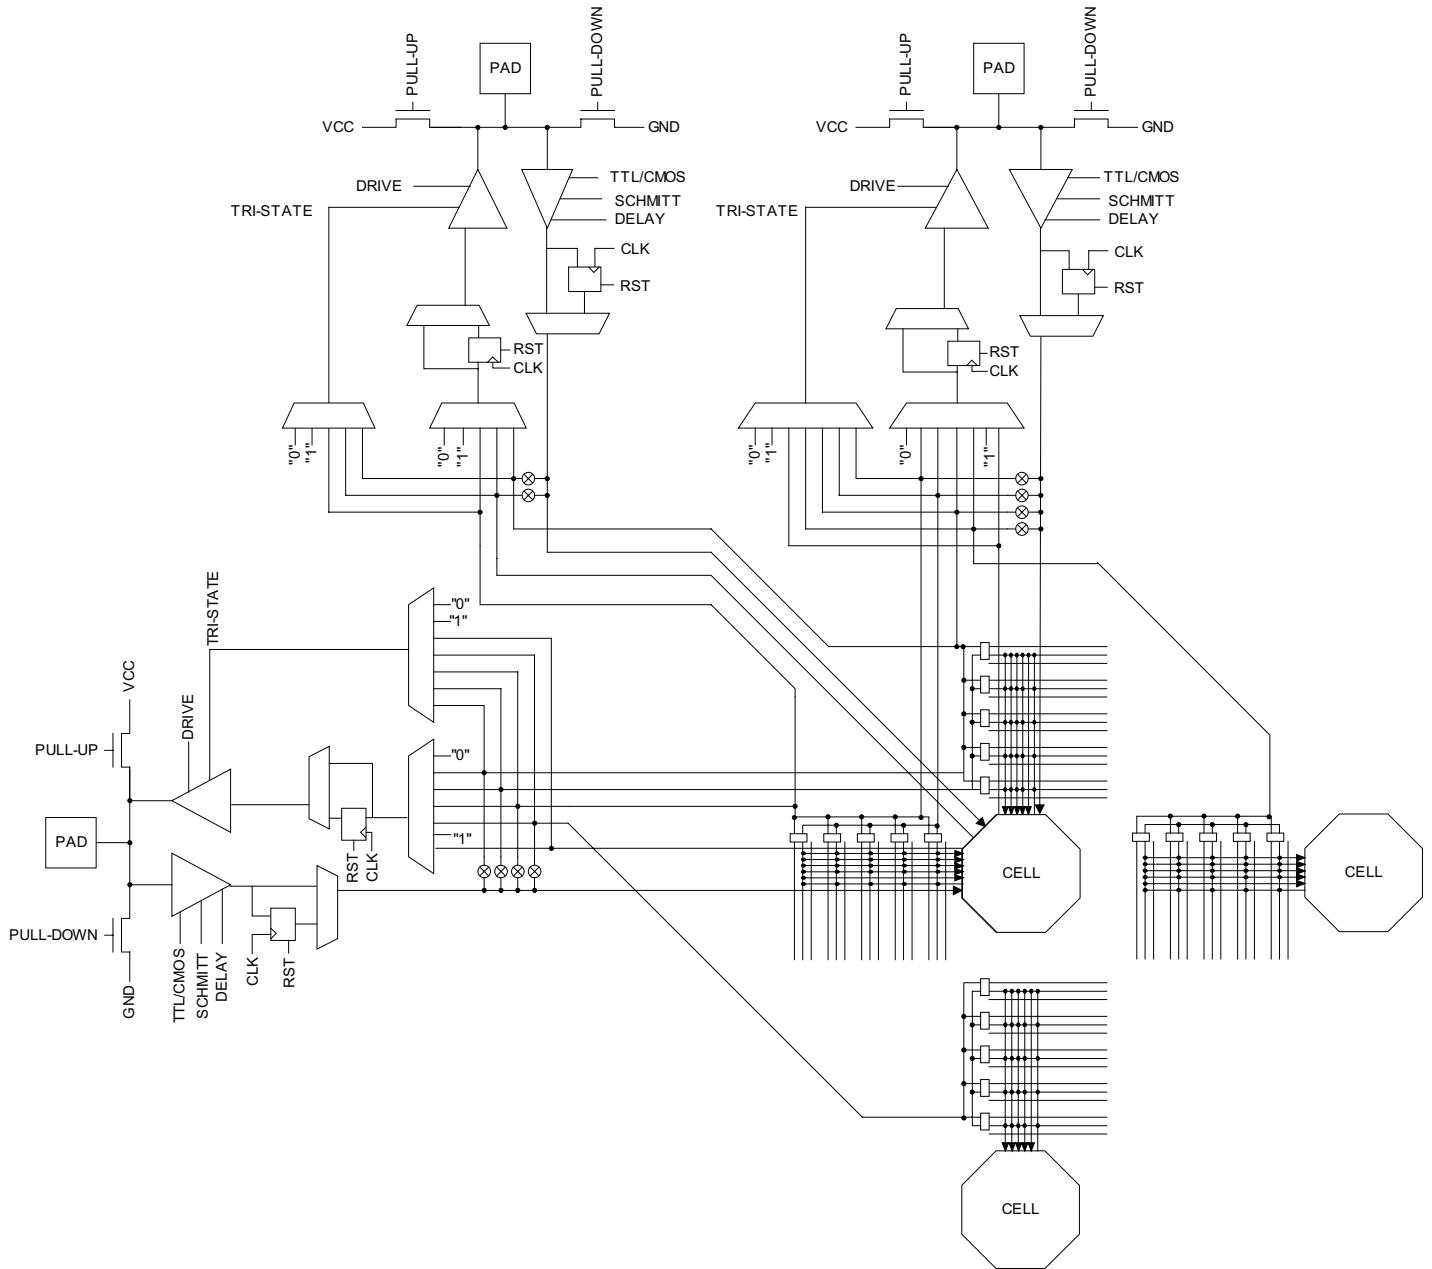 PULL-UP
PAD
PULL-DOWN
VCC
GND
DRIVE
TTL/CMOS
SCHMITT
TRI-STATE
DELAY
CLK
RST
RST
CLK
"0"
"1"
"0"
"1"
PULL-UP
PAD
PULL-DOWN
VCC
GND
DRIVE
TTL/CMOS
SCHMITT
TRI-STATE
DELAY
CLK
RST
RST
CLK
"0"
"1"
"0"
"1"
TRI-STATE
"0"
"1"
VCC
DRIVE
PULL-UP
"0"
PAD
"1"
RST
CLK
PULL-DOWN
GND
TTL/CMOS
SCHMITT
DELAY
CLK
RST
CELL
CELL
CELL